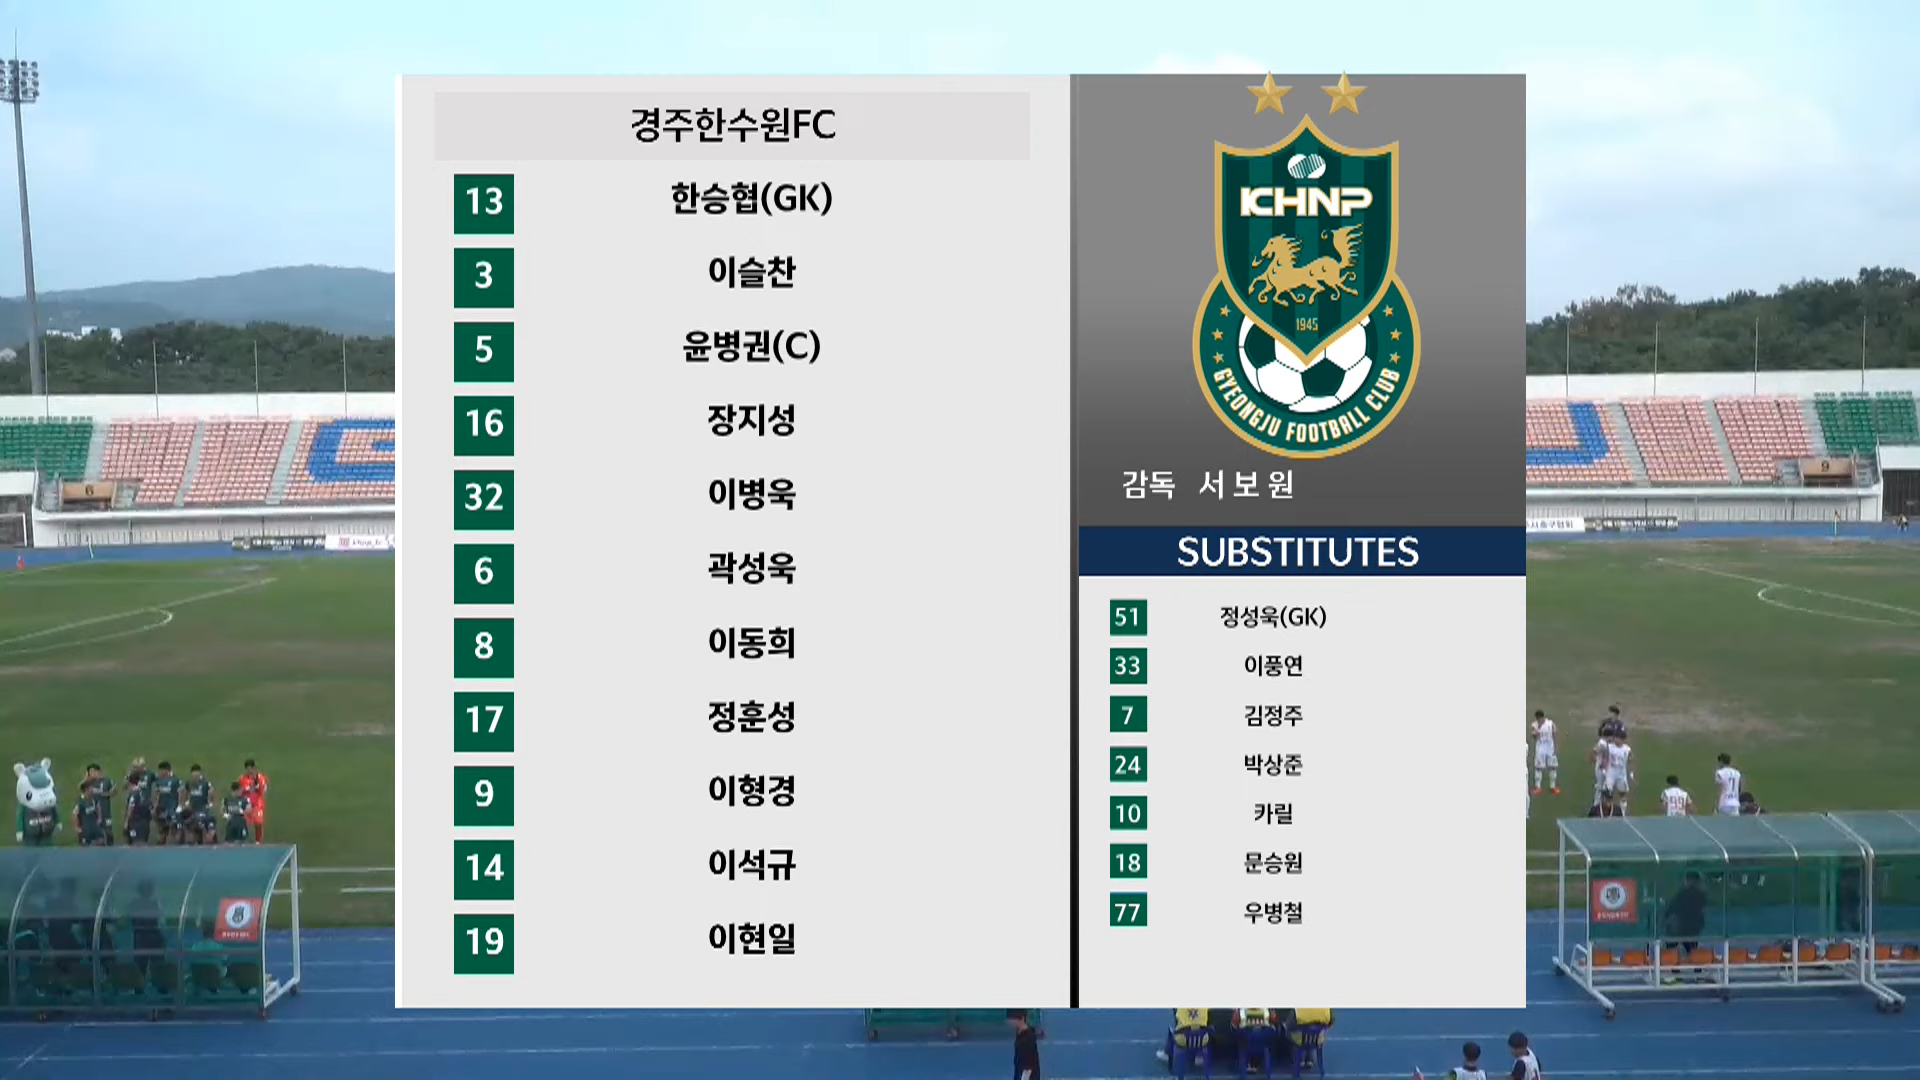 경주한수원FC
13 한승협(GK)
3 이슬찬
5 윤병권(C)
16 장지성
32 이병욱
6 곽성욱
8 이동희
17 정훈성
9 이형경
14 이석규
19 이현일
KHNP
1945
GYEONGJU FOOTBALL CLUB
감독 서보원
SUBSTITUTES
51 정성욱(GK)
33 이풍연
7 김정주
24 박상준
10 카릴
18 문승원
77 우병철
6
9
99
1